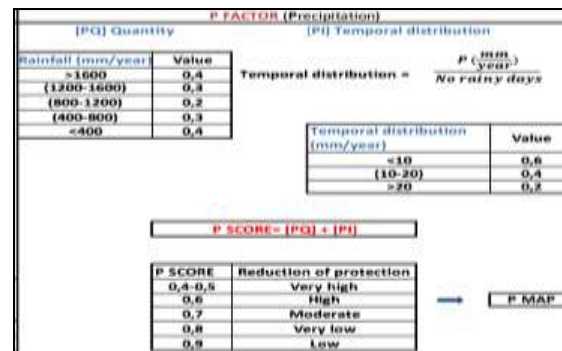 P FACTOR (Precipitation)
[PQ] Quantity
[PI] Temporal distribution
Rainfall (mm/year) Value
>1600 0,4
(1200-1600) 0,3
(800-1200) 0,2
(400-800) 0,3
<400 0,4
Temporal distribution = P (mm/year) / No rainy days
Temporal distribution (mm/year) Value
<10 0,6
(10-20) 0,4
>20 0,2
P SCORE= [PQ] + [PI]
P SCORE Reduction of protection
0,4-0,5 Very high
0,6 High
0,7 Moderate
0,8 Very low
0,9 Low
P MAP